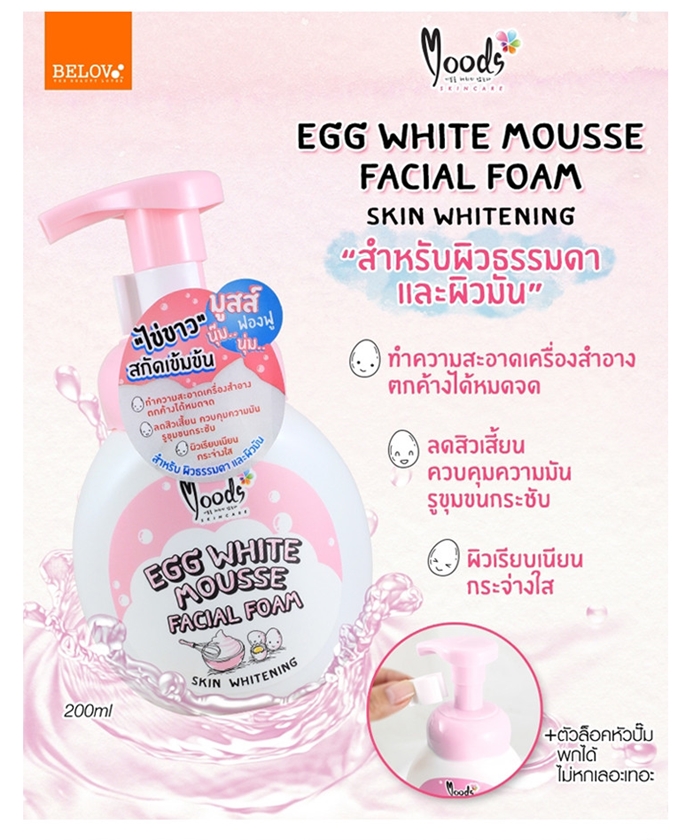 BELOV
THE BEAUTY LOVER
Moods
SKINCARE
EGG WHITE MOUSSE
FACIAL FOAM
SKIN WHITENING
“สำหรับผิวธรรมดา
และผิวมัน”
ทำความสะอาดเครื่องสำอาง
ตกค้างได้หมดจด
ลดสิวเสี้ยน
ควบคุมความมัน
รูขุมขนกระชับ
ผิวเรียบเนียน
กระจ่างใส
มูสส์
นุ๊ม.. ฟองฟู
นุ่ม..
"ไข่ขาว"
สกัดเข้มข้น
ทำความสะอาดเครื่องสำอาง
ตกค้างได้หมดจด
ลดสิวเสี้ยน ควบคุมความมัน
รูขุมขนกระชับ
ผิวเรียบเนียน
กระจ่างใส
สำหรับ ผิวธรรมดา และผิวมัน
Moods
SKINCARE
EGG WHITE
MOUSSE
FACIAL FOAM
SKIN WHITENING
200ml
+ตัวล็อคหัวปั๊ม
พกได้
ไม่หกเลอะเทอะ
Moods